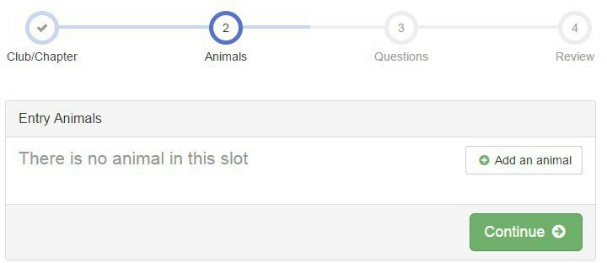 2
3
4
Club/Chapter
Animals
Questions
Review
Entry Animals
There is no animal in this slot
Add an animal
Continue